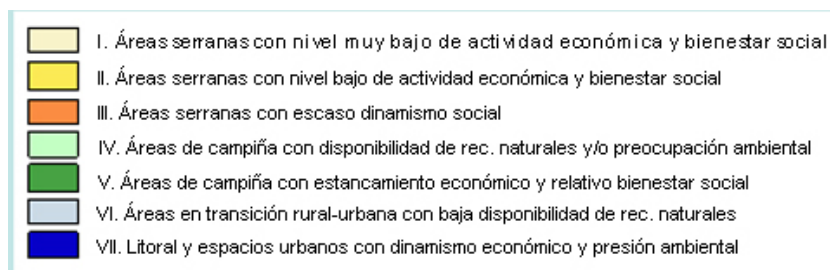 I. Áreas serranas con nivel muy bajo de actividad económica y bienestar social
II. Áreas serranas con nivel bajo de actividad económica y bienestar social
III. Áreas serranas con escaso dinamismo social
IV. Áreas de campiña con disponibilidad de rec. naturales y/o preocupación ambiental
V. Áreas de campiña con estancamiento económico y relativo bienestar social
VI. Áreas en transición rural-urbana con baja disponibilidad de rec. naturales
VII. Litoral y espacios urbanos con dinamismo económico y presión ambiental